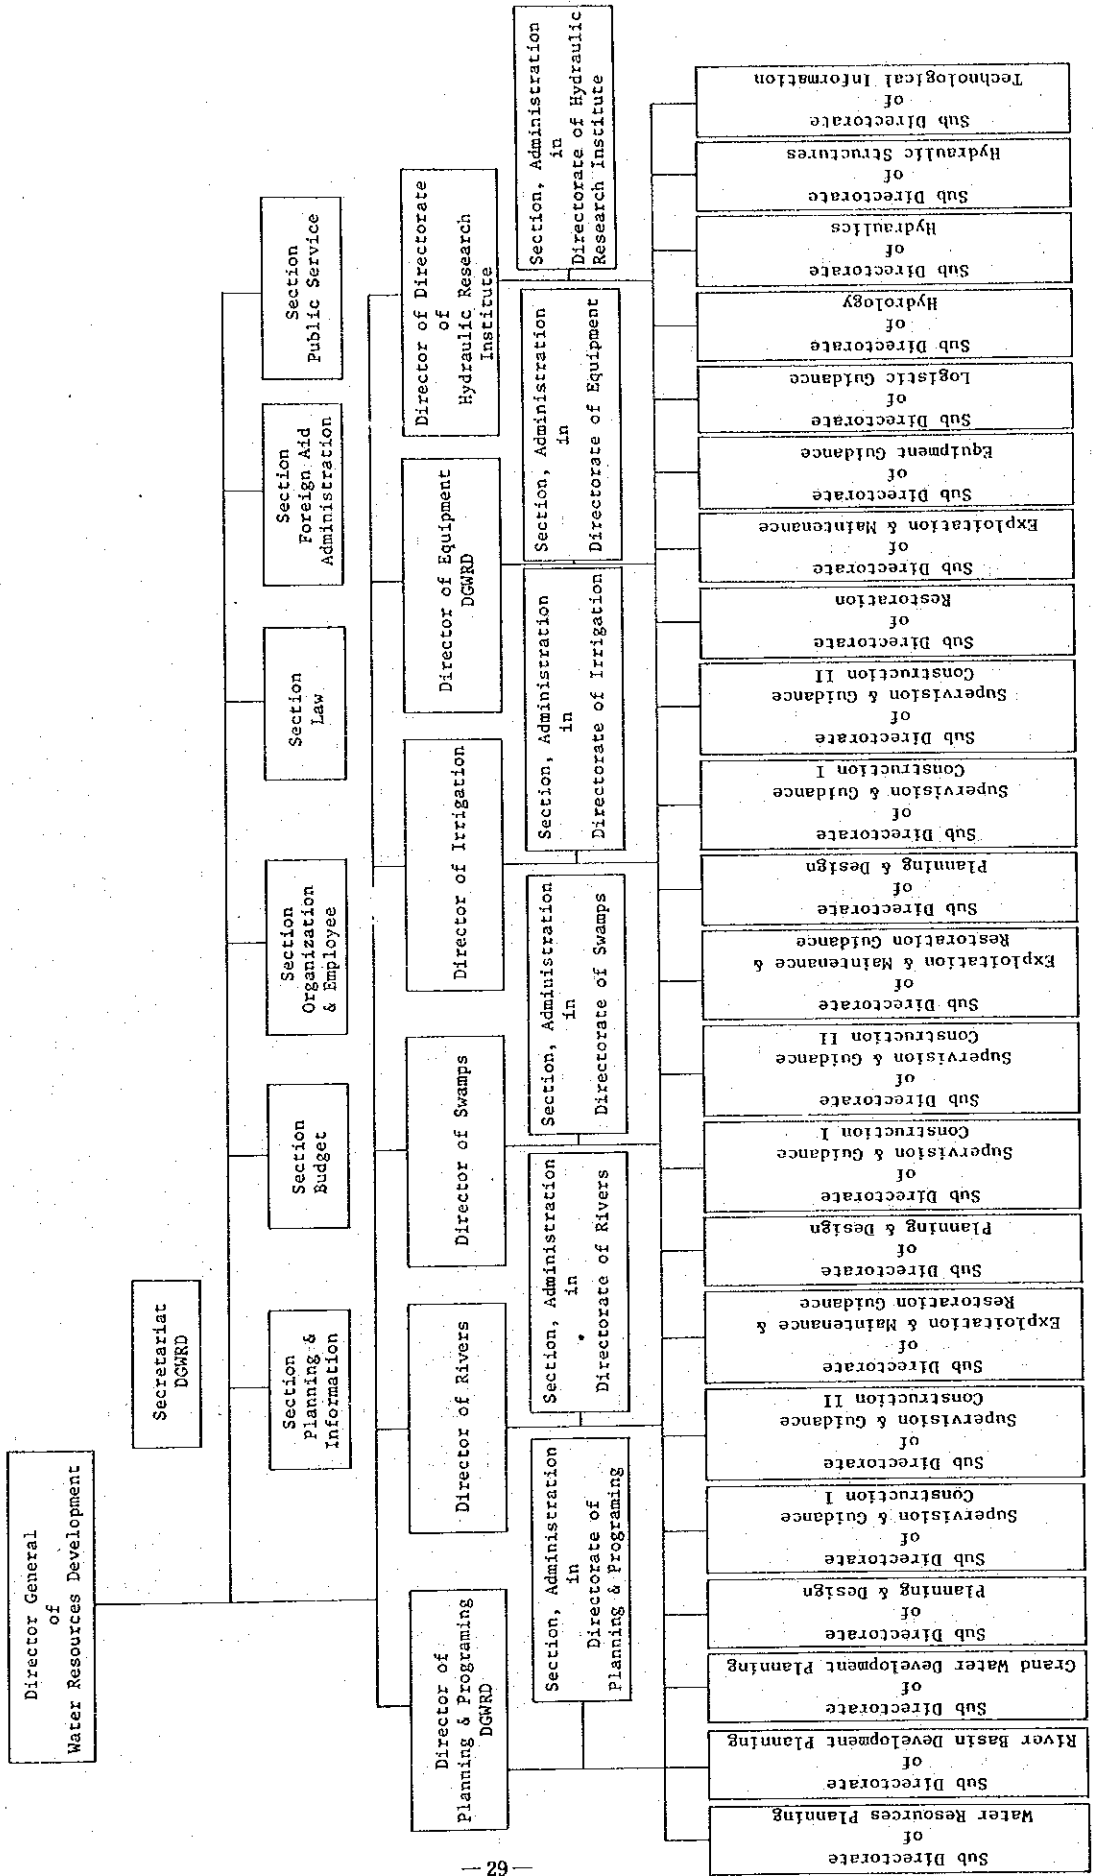 Director General
of
Water Resources Development
Secretariat
DGWRD
Section
Planning &
Information
Section
Budget
Section
Organization
& Employee
Section
Law
Section
Foreign Aid
Administration
Section
Public Service
Director of
Planning & Programing
DGWRD
Director of Rivers
Director of Swamps
Director of Irrigation
Director of Equipment
DGWRD
Director of Directorate
of
Hydraulic Research
Institute
Section, Administration
in
Directorate of
Planning & Programing
Section, Administration
in
Directorate of Rivers
Section, Administration
in
Directorate of Swamps
Section, Administration
in
Directorate of Irrigation
Section, Administration
in
Directorate of Equipment
Section, Administration
in
Directorate of Hydraulic
Research Institute
Sub Directorate
of
Water Resources Planning
Sub Directorate
of
River Basin Development Planning
Sub Directorate
of
Grand Water Development Planning
Sub Directorate
of
Planning & Design
Sub Directorate
of
Supervision & Guidance
Construction I
Sub Directorate
of
Supervision & Guidance
Construction II
Sub Directorate
of
Exploitation & Maintenance &
Restoration Guidance
Sub Directorate
of
Planning & Design
Sub Directorate
of
Supervision & Guidance
Construction I
Sub Directorate
of
Supervision & Guidance
Construction II
Sub Directorate
of
Exploitation & Maintenance &
Restoration Guidance
Sub Directorate
of
Planning & Design
Sub Directorate
of
Supervision & Guidance
Construction I
Sub Directorate
of
Supervision & Guidance
Construction II
Sub Directorate
of
Restoration
Sub Directorate
of
Exploitation & Maintenance
Sub Directorate
of
Equipment Guidance
Sub Directorate
of
Logistic Guidance
Sub Directorate
of
Hydrology
Sub Directorate
of
Hydraulics
Sub Directorate
of
Hydraulic Structures
Sub Directorate
of
Technological Information
— 29 —